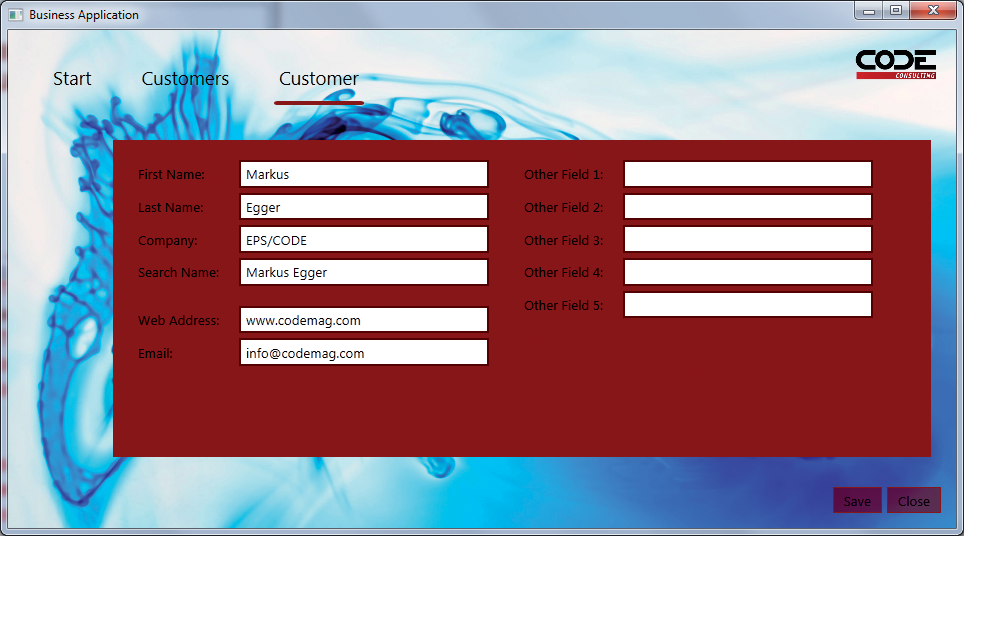 Business Application
CODE
CONSULTING
Start Customers Customer
First Name: Markus
Last Name: Egger
Company: EPS/CODE
Search Name: Markus Egger
Web Address: www.codemag.com
Email: info@codemag.com
Other Field 1:
Other Field 2:
Other Field 3:
Other Field 4:
Other Field 5:
Save Close